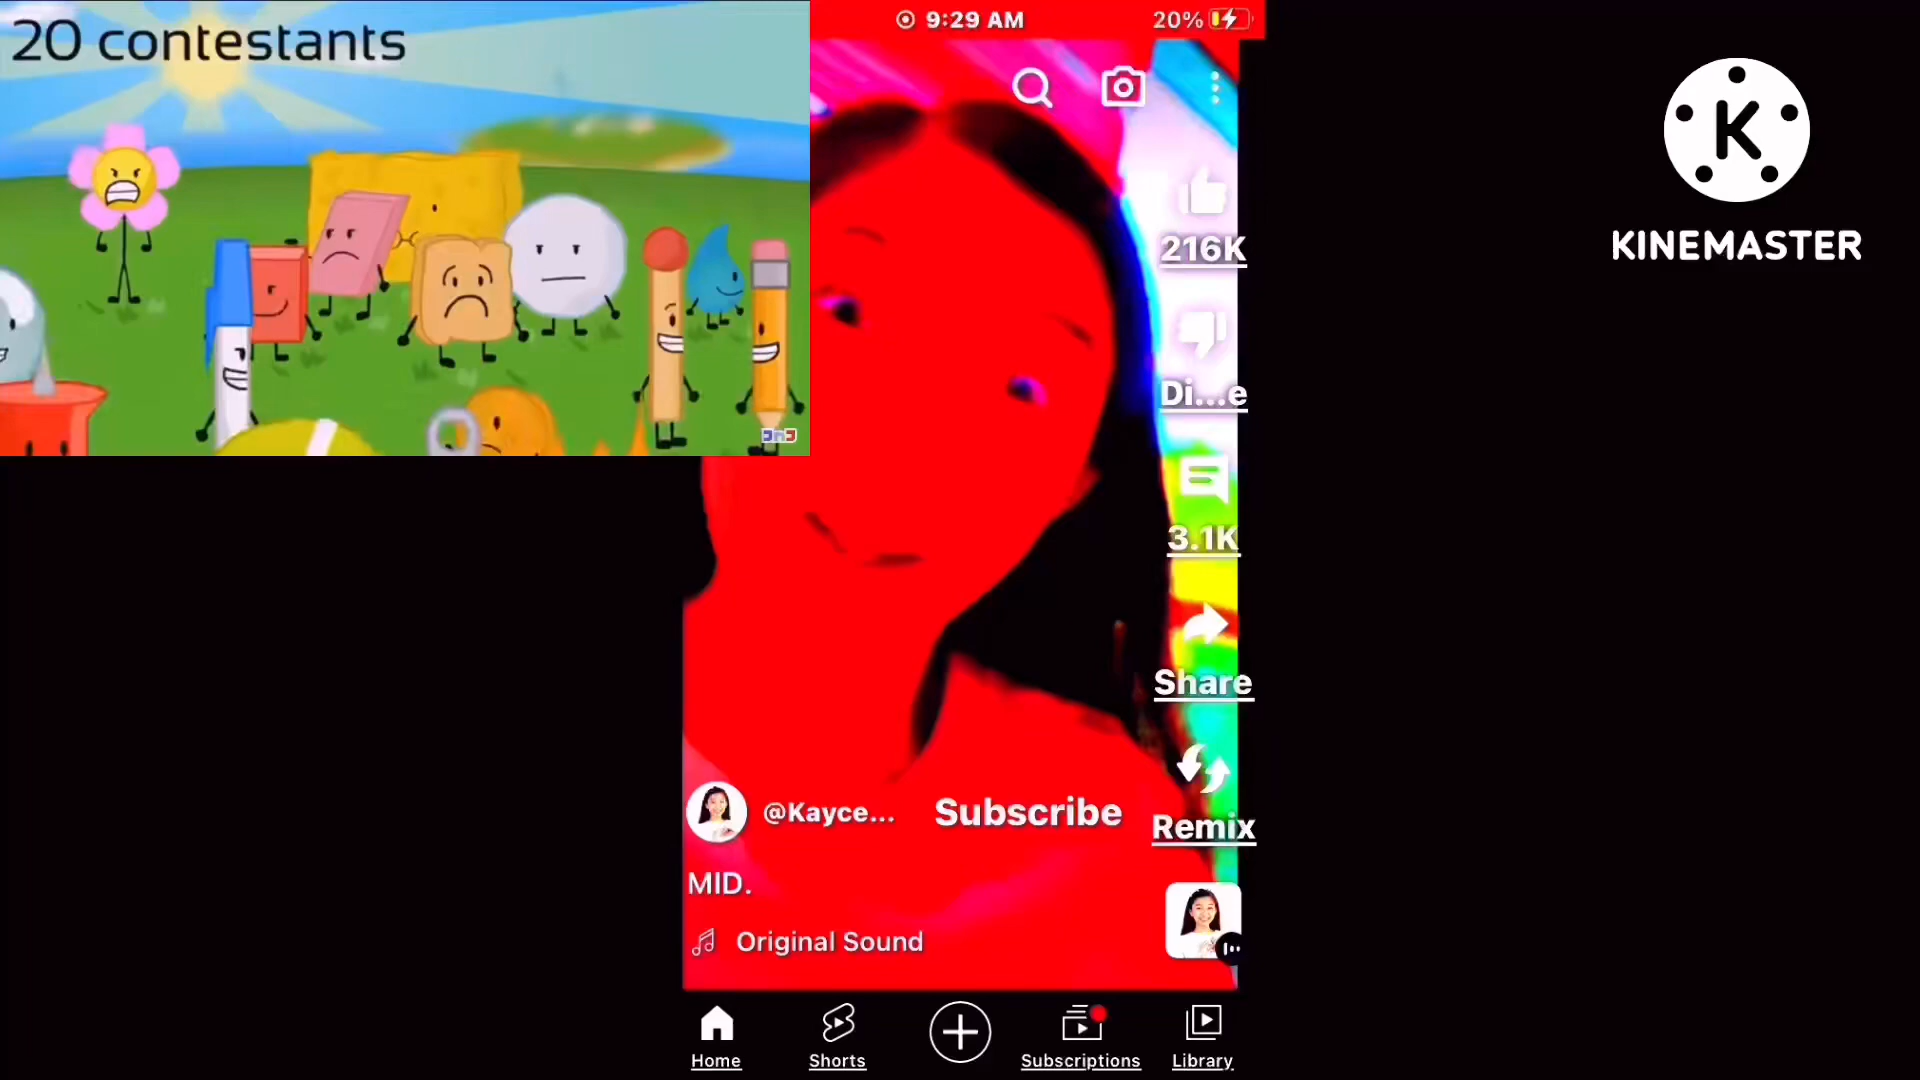 20 contestants
9:29 AM
20%
K
KINEMASTER
216K
Di...e
3.1K
Share
Remix
@Kayce...
Subscribe
MID.
Original Sound
Home
Shorts
Subscriptions
Library